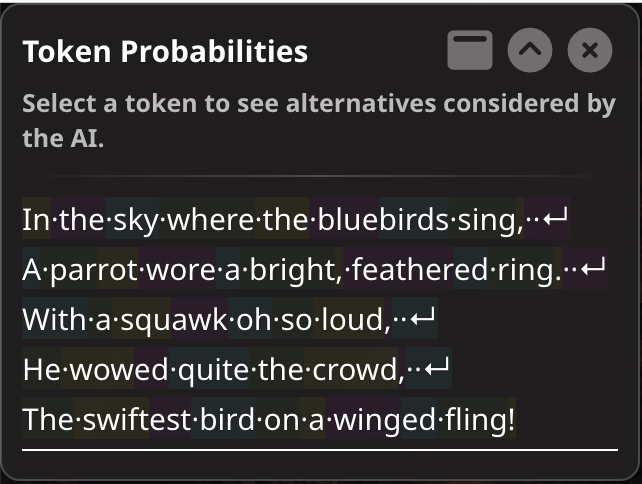 Token Probabilities
Select a token to see alternatives considered by
the AI.
In·the·sky·where·the·bluebirds·sing,··↵
A·parrot·wore·a·bright,·feathered·ring.··↵
With·a·squawk·oh·so·loud,··↵
He·wowed·quite·the·crowd,··↵
The·swiftest·bird·on·a·winged·fling!